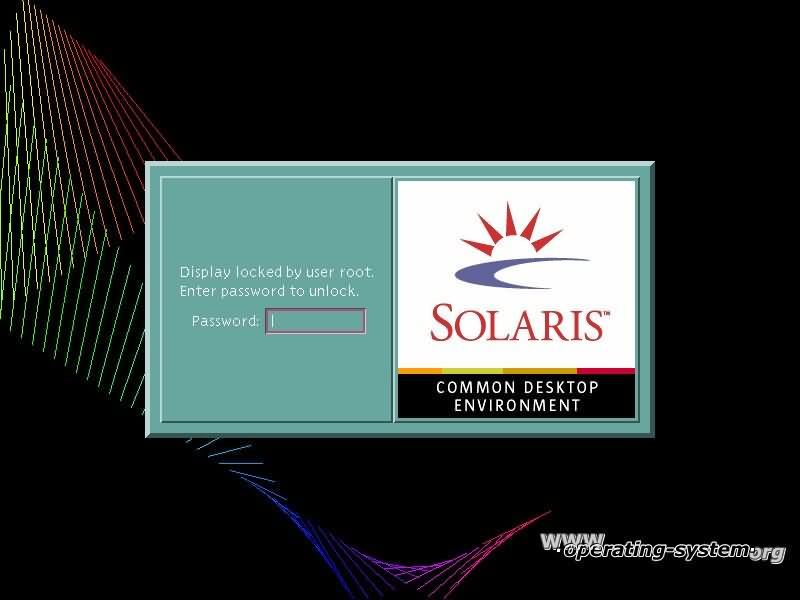 Display locked by user root.
Enter password to unlock.
Password:
SOLARIS™
COMMON DESKTOP
ENVIRONMENT
www.operating-system.org